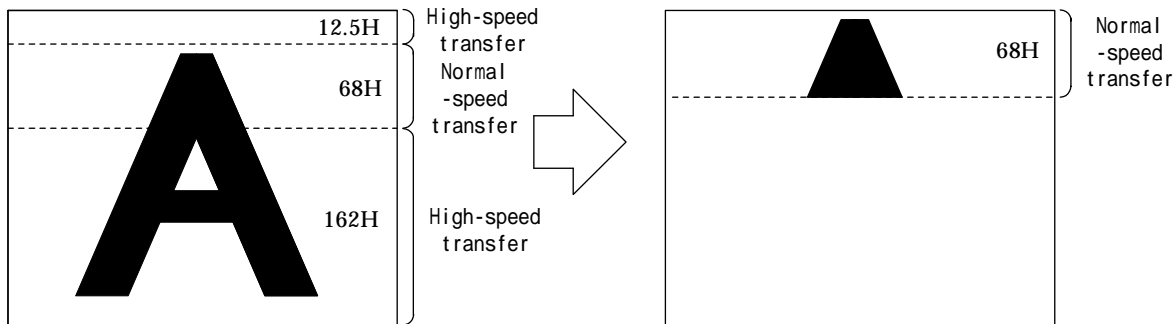 12.5H
High-speed
transfer
68H
Normal
-speed
transfer
162H
High-speed
transfer
68H
Normal
-speed
transfer